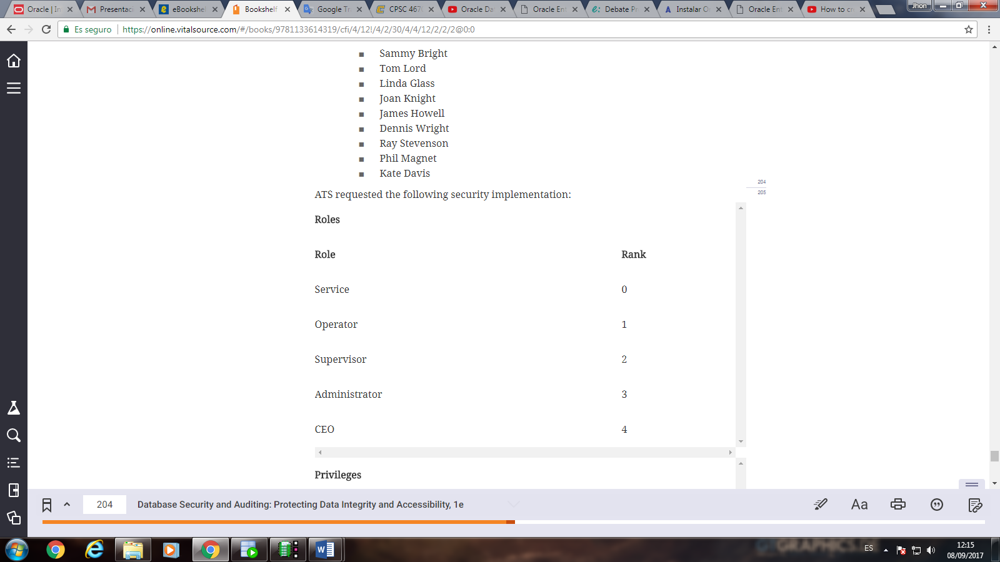 Oracle | In
Presentaci
eBookshel
Bookshelf
Google Tr
CPSC 467
Oracle Da
Oracle Ent
Debate Pr
Instalar O
Oracle Ent
How to cr
Jhon
Es seguro
https://online.vitalsource.com/#/books/9781133614319/cfi/4/12!/4/2/30/4/4/12/2/2/2@0:0
Sammy Bright
Tom Lord
Linda Glass
Joan Knight
James Howell
Dennis Wright
Ray Stevenson
Phil Magnet
Kate Davis
204
205
ATS requested the following security implementation:
Roles
Role Rank
Service 0
Operator 1
Supervisor 2
Administrator 3
CEO 4
Privileges
204
Database Security and Auditing: Protecting Data Integrity and Accessibility, 1e
Aa
ES
12:15
08/09/2017